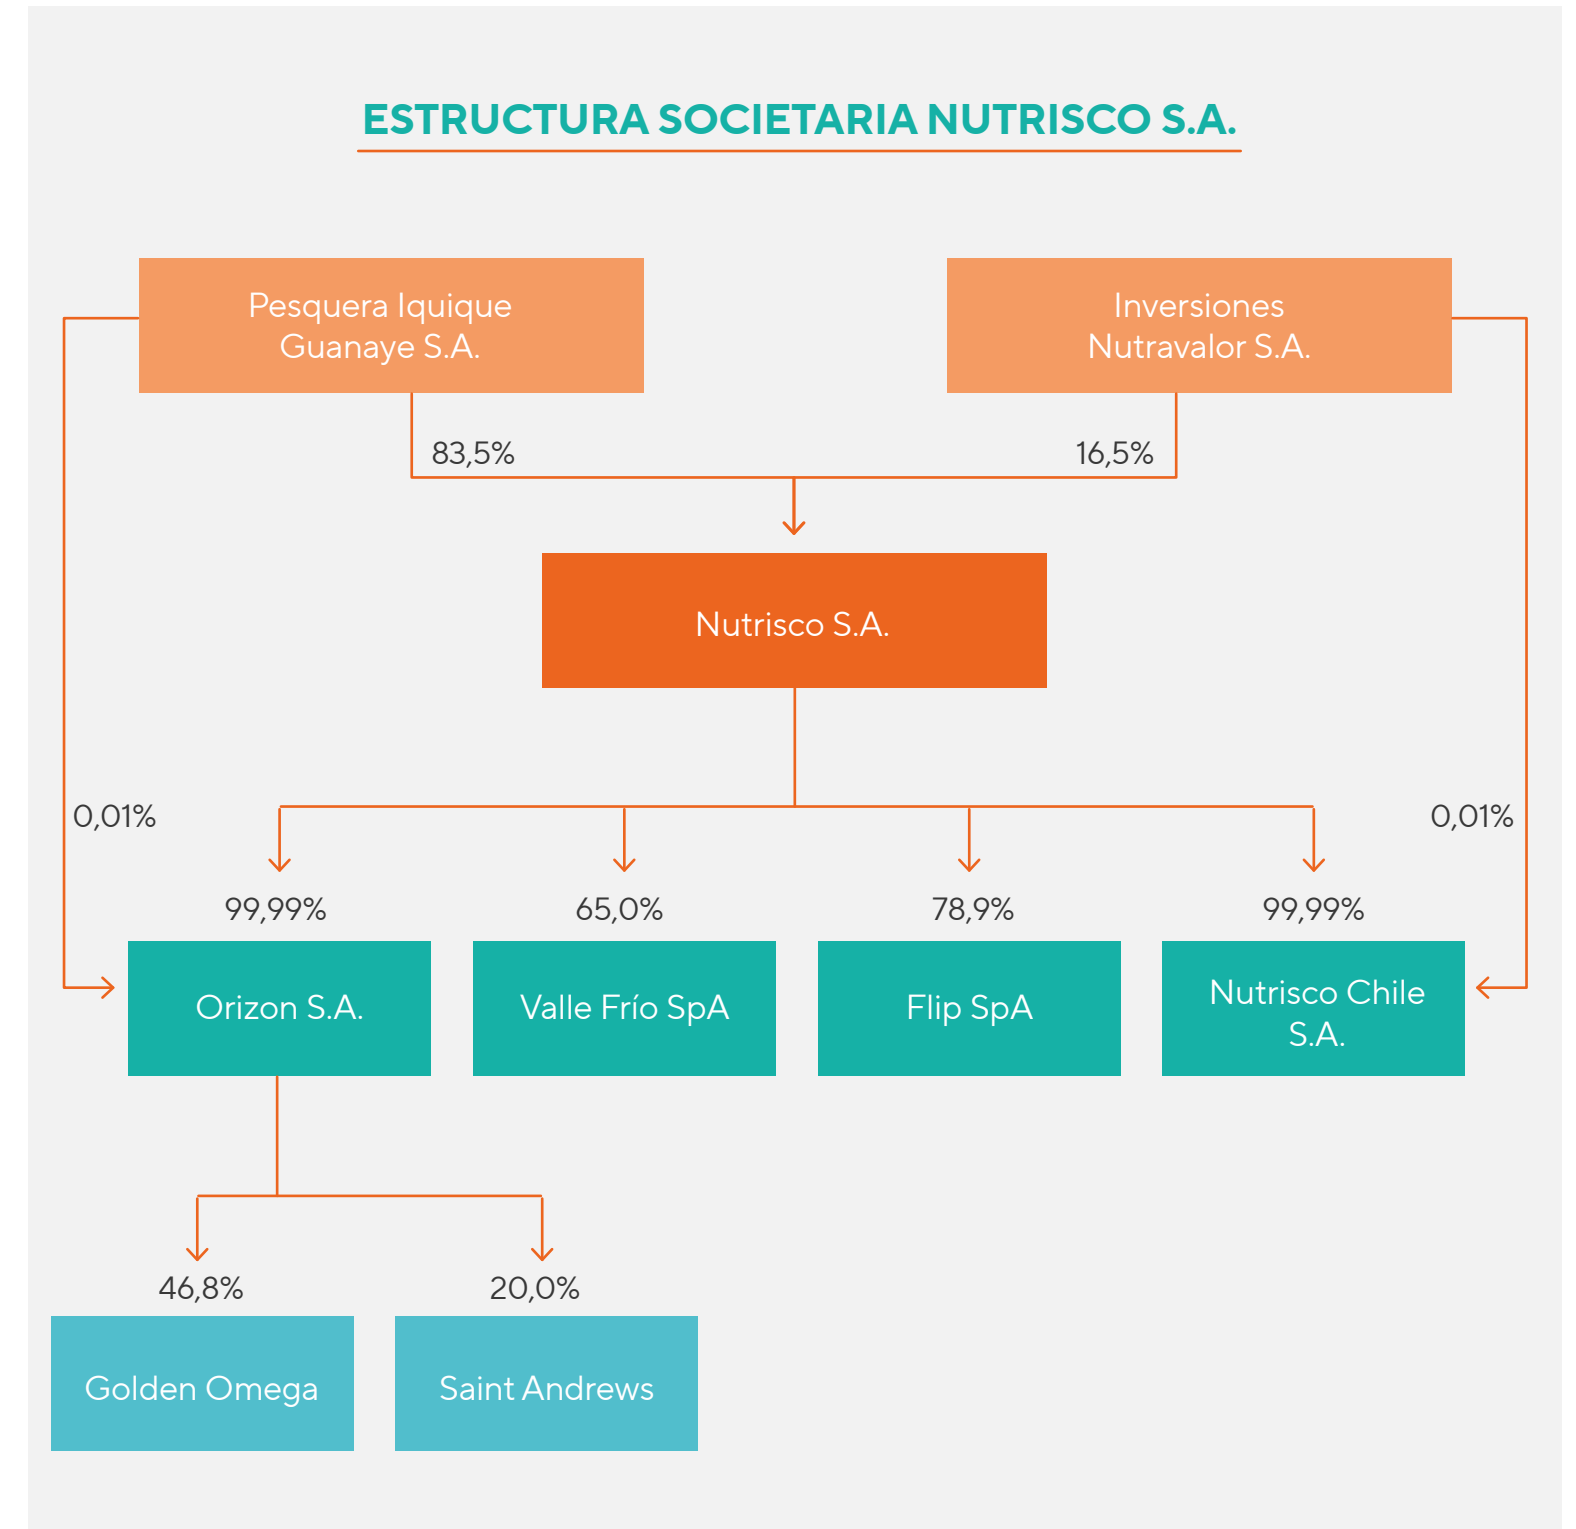 ESTRUCTURA SOCIETARIA NUTRISCO S.A.
Pesquera Iquique
Guanaye S.A.
Inversiones
Nutravalor S.A.
83,5%
16,5%
Nutrisco S.A.
0,01%
0,01%
99,99%
65,0%
78,9%
99,99%
Orizon S.A.
Valle Frío SpA
Flip SpA
Nutrisco Chile
S.A.
46,8%
20,0%
Golden Omega
Saint Andrews